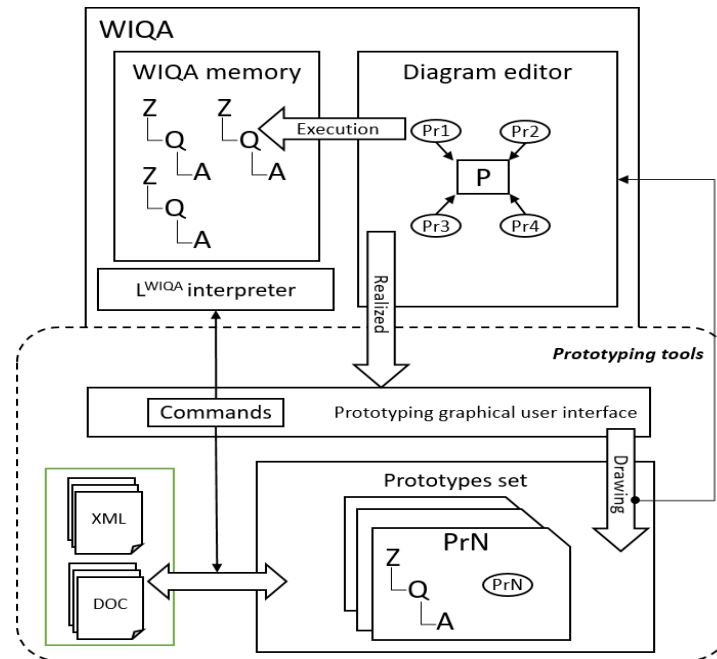 WIQA
WIQA memory
Z
Q
A
Z
Q
A
Z
Q
A
Execution
Diagram editor
Pr1
Pr2
P
Pr3
Pr4
L^WIQA interpreter
Realized
Prototyping tools
Commands
Prototyping graphical user interface
Drawing
XML
DOC
Prototypes set
PrN
Z
Q
A
PrN